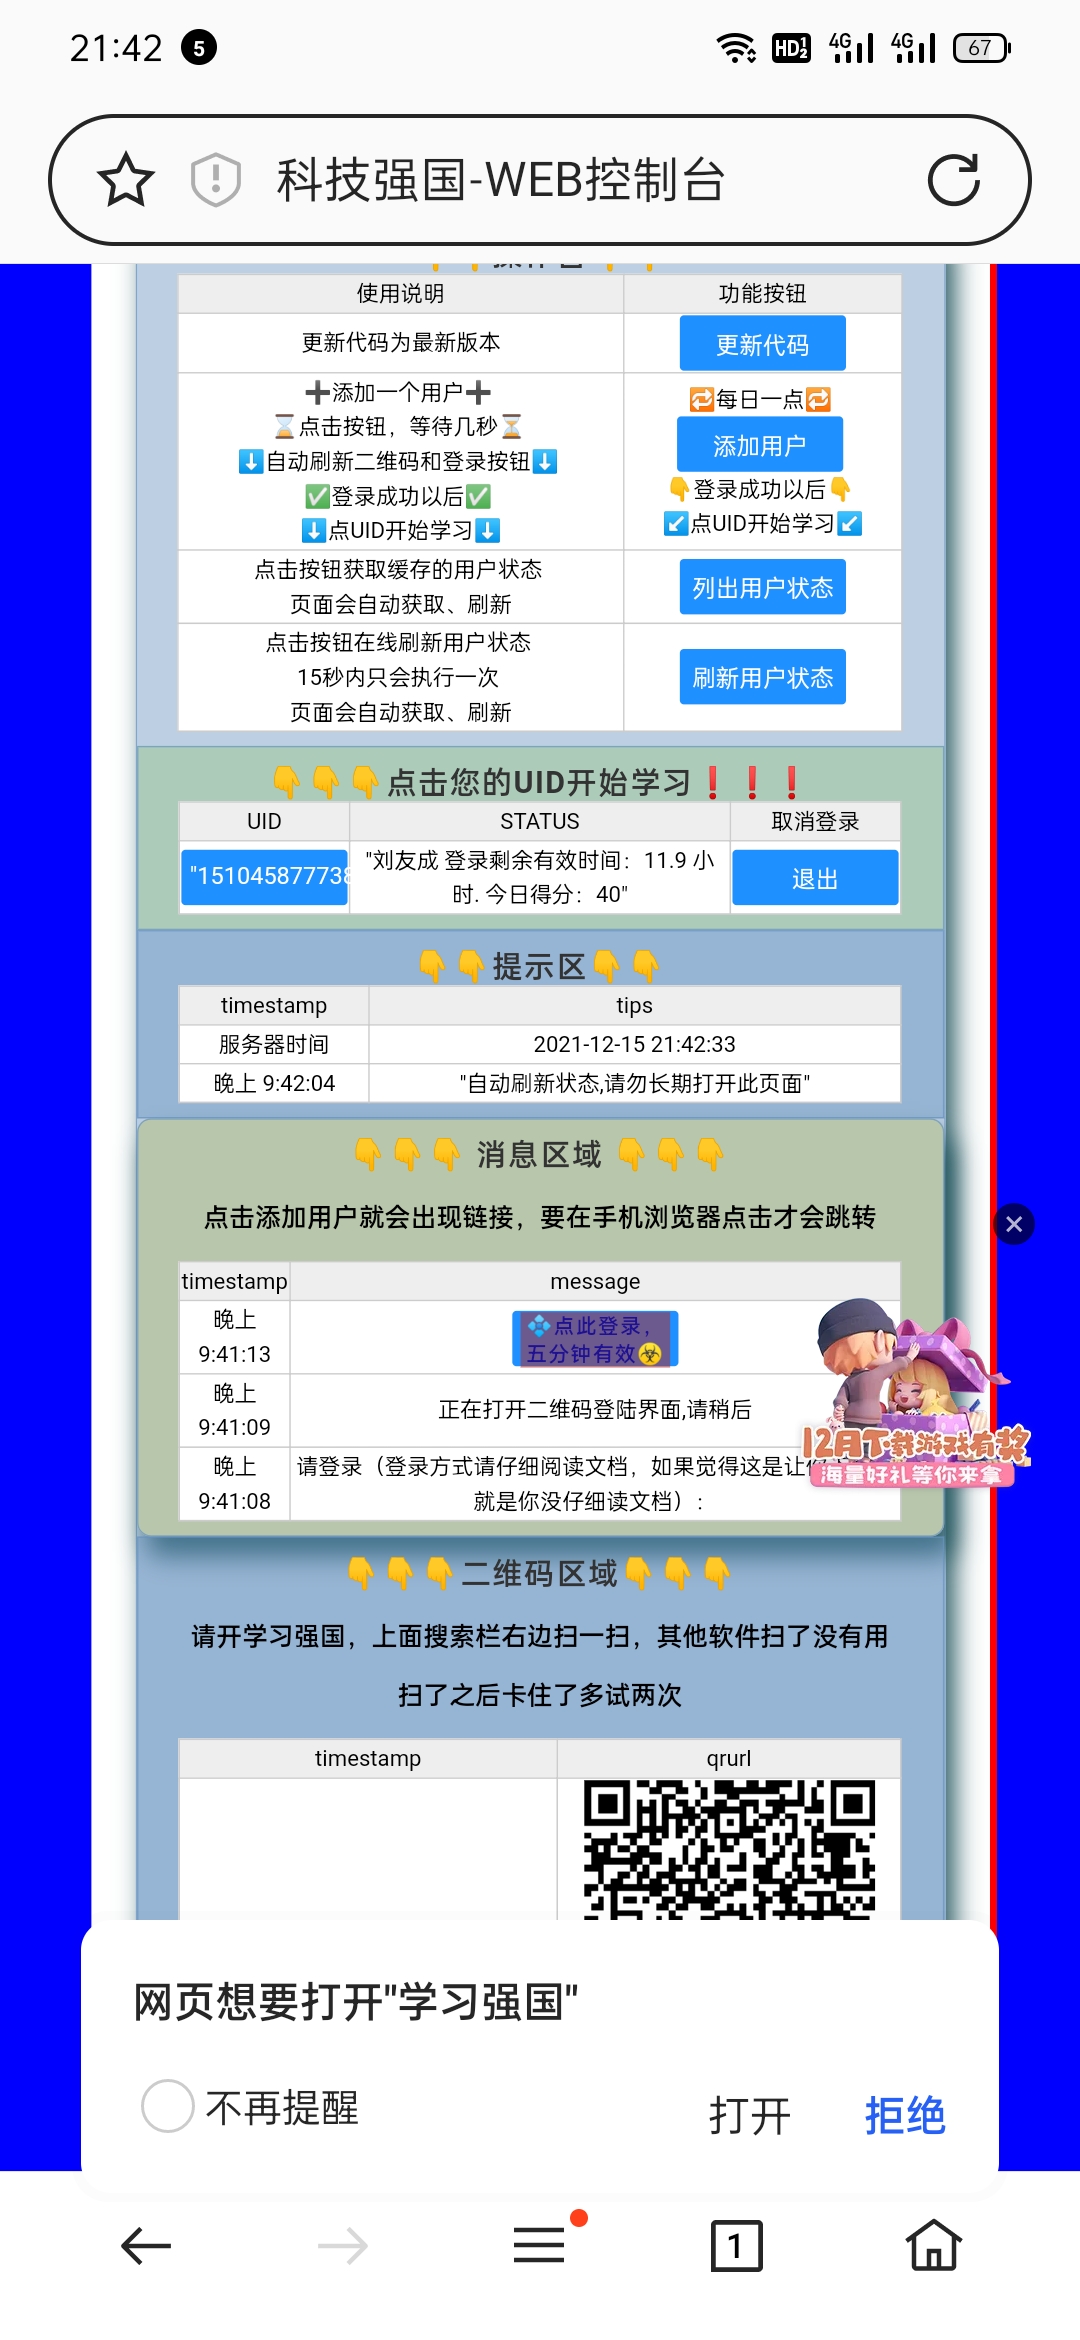 21:42
5
HD 1 2
4G
4G
67
科技强国-WEB控制台
使用说明
功能按钮
更新代码为最新版本
更新代码
➕添加一个用户➕
⌛点击按钮，等待几秒⏳
⬇️自动刷新二维码和登录按钮⬇️
✅登录成功以后✅
⬇️点UID开始学习⬇️
🔁每日一点🔁
添加用户
👇登录成功以后👇
↙️点UID开始学习↙️
点击按钮获取缓存的用户状态
页面会自动获取、刷新
列出用户状态
点击按钮在线刷新用户状态
15秒内只会执行一次
页面会自动获取、刷新
刷新用户状态
👇👇👇点击您的UID开始学习❗❗❗
UID
STATUS
取消登录
"151045877738
"刘友成 登录剩余有效时间：11.9 小
时. 今日得分：40"
退出
👇👇提示区👇👇
timestamp
tips
服务器时间
2021-12-15 21:42:33
晚上 9:42:04
"自动刷新状态,请勿长期打开此页面"
👇👇👇 消息区域 👇👇👇
点击添加用户就会出现链接，要在手机浏览器点击才会跳转
timestamp
message
晚上
9:41:13
💠点此登录，
五分钟有效☣
晚上
9:41:09
正在打开二维码登陆界面,请稍后
晚上
9:41:08
请登录（登录方式请仔细阅读文档，如果觉得这是让
就是你没仔细读文档）：
12月下载游戏有奖
海量好礼等你来拿
👇👇👇二维码区域👇👇👇
请开学习强国，上面搜索栏右边扫一扫，其他软件扫了没有用
扫了之后卡住了多试两次
timestamp
qrurl
网页想要打开"学习强国"
不再提醒
打开
拒绝
1